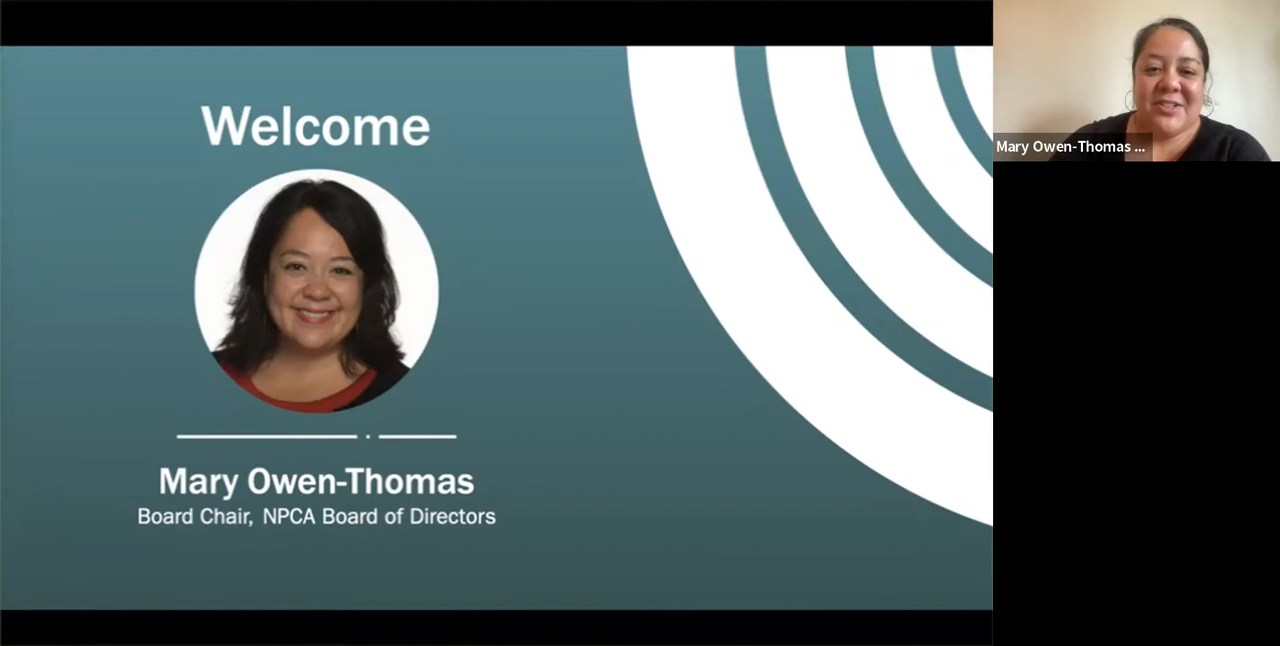 Welcome
Mary Owen-Thomas
Board Chair, NPCA Board of Directors
Mary Owen-Thomas ...